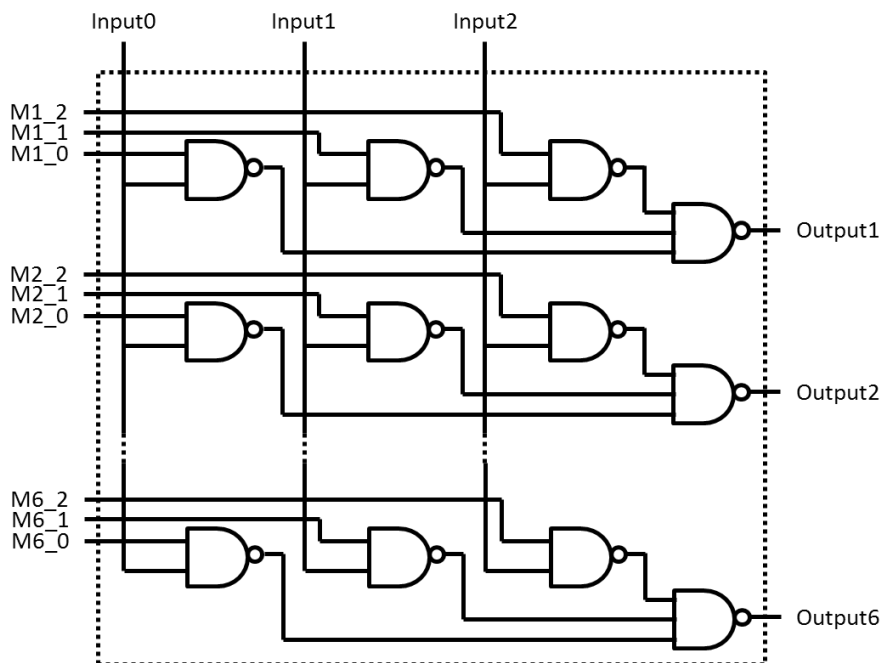 Input0 Input1 Input2
M1_2
M1_1
M1_0
Output1
M2_2
M2_1
M2_0
Output2
M6_2
M6_1
M6_0
Output6